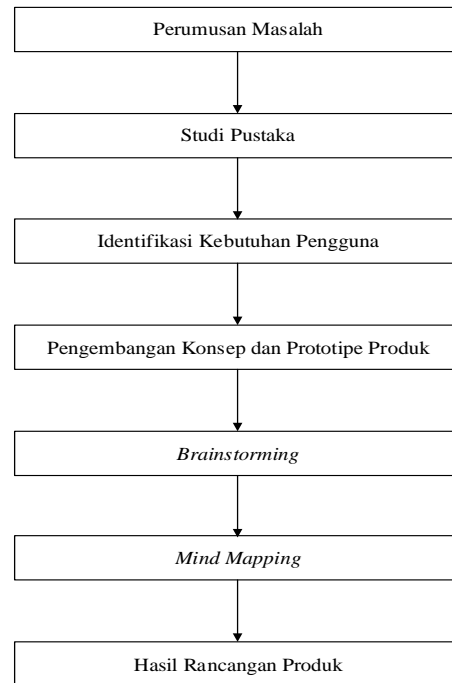 Perumusan Masalah
Studi Pustaka
Identifikasi Kebutuhan Pengguna
Pengembangan Konsep dan Prototipe Produk
Brainstorming
Mind Mapping
Hasil Rancangan Produk